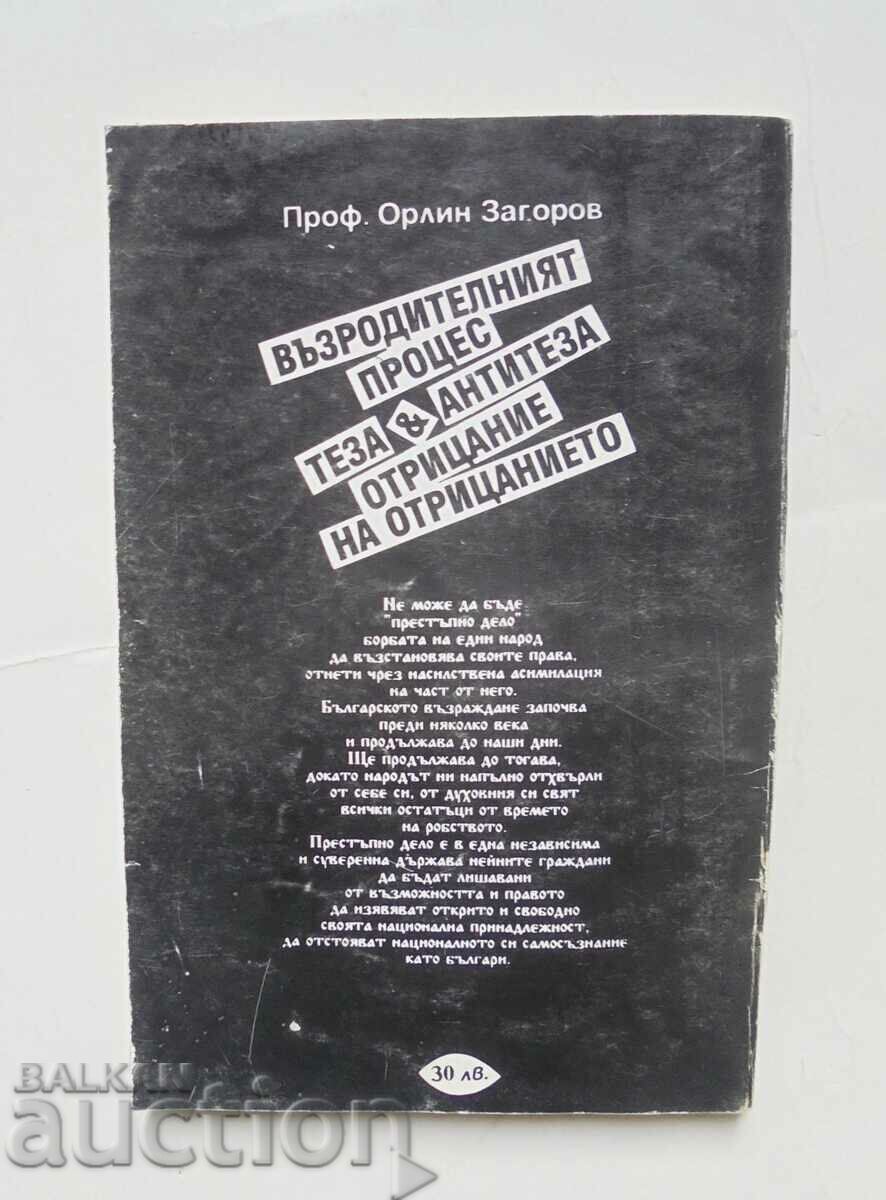 Проф. Орлин Загоров
ВЪЗРОДИТЕЛНИЯТ
ПРОЦЕС
ТЕЗА & АНТИТЕЗА
ОТРИЦАНИЕ
НА ОТРИЦАНИЕТО
Не може да бъде
"престъпно дело"
борбата на един народ
да възстановява своите права,
отнети чрез насилствена асимилация
на част от него.
Българското възраждане започва
преди няколко века
и продължава до наши дни.
Ще продължава до тогава,
докато народът ни напълно отхвърли
от себе си, от духовния си свят
всички остатъци от времето
на робството.
Престъпно дело е в една независима
и суверенна държава нейните граждани
да бъдат лишавани
от възможността и правото
да изявяват открито и свободно
своята национална принадлежност,
да отстояват националното си самосъзнание
като българи.
30 лв.
BALKAN
auction